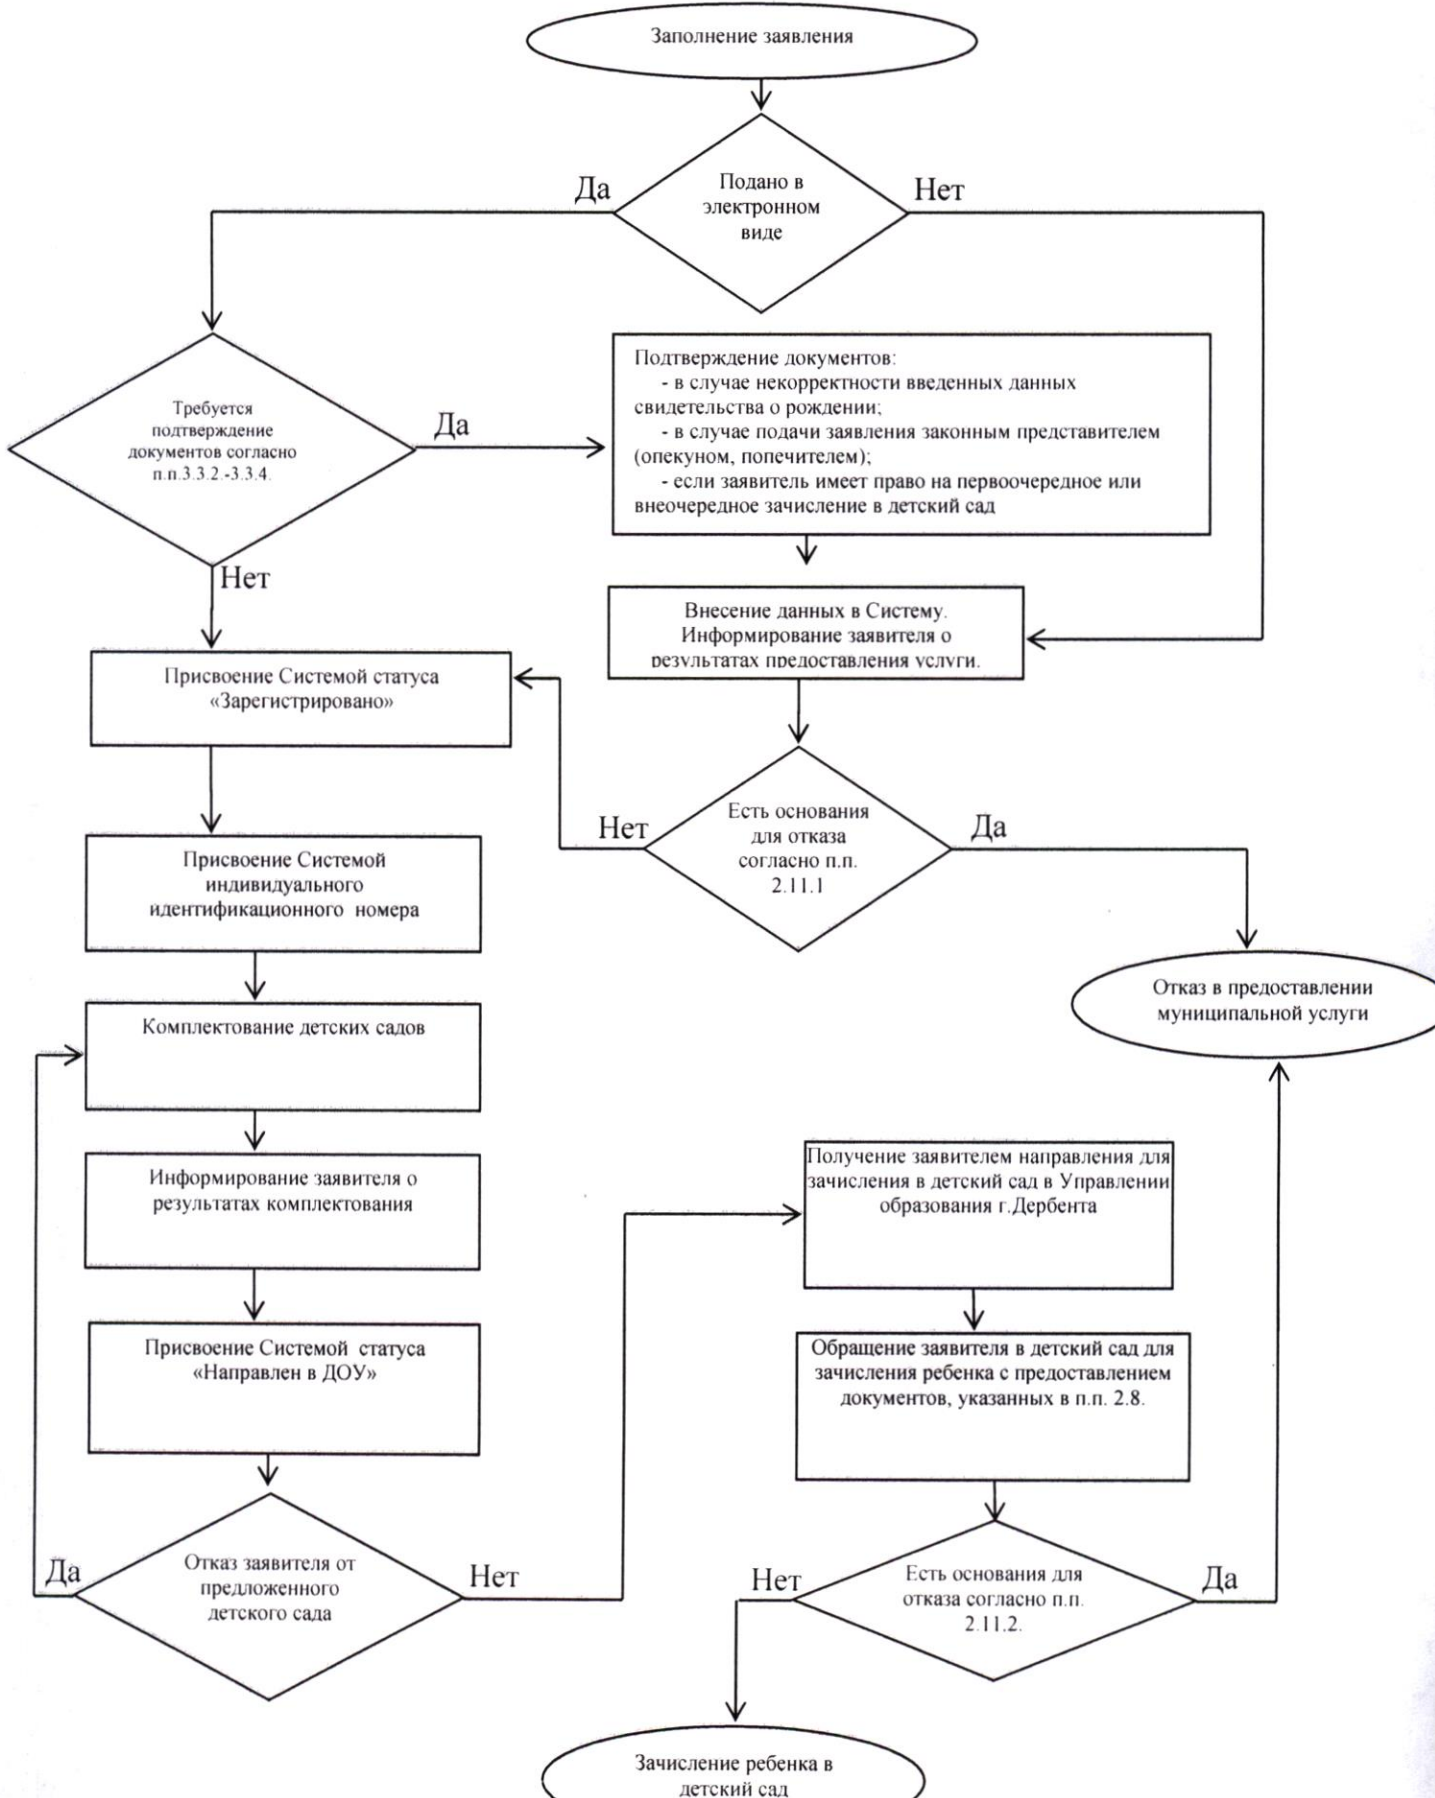 Заполнение заявления
Да
Подано в
электронном
виде
Нет
Требуется
подтверждение
документов согласно
п.п.3.3.2.-3.3.4.
Да
Нет
Подтверждение документов:
- в случае некорректности введенных данных
свидетельства о рождении;
- в случае подачи заявления законным представителем
(опекуном, попечителем);
- если заявитель имеет право на первоочередное или
внеочередное зачисление в детский сад
Внесение данных в Систему.
Информирование заявителя о
результатах предоставления услуги.
Присвоение Системой статуса
«Зарегистрировано»
Нет
Есть основания
для отказа
согласно п.п.
2.11.1
Да
Присвоение Системой
индивидуального
идентификационного номера
Отказ в предоставлении
муниципальной услуги
Комплектование детских садов
Информирование заявителя о
результатах комплектования
Получение заявителем направления для
зачисления в детский сад в Управлении
образования г.Дербента
Присвоение Системой статуса
«Направлен в ДОУ»
Обращение заявителя в детский сад для
зачисления ребенка с предоставлением
документов, указанных в п.п. 2.8.
Да
Отказ заявителя от
предложенного
детского сада
Нет
Нет
Есть основания для
отказа согласно п.п.
2.11.2.
Да
Зачисление ребенка в
детский сад